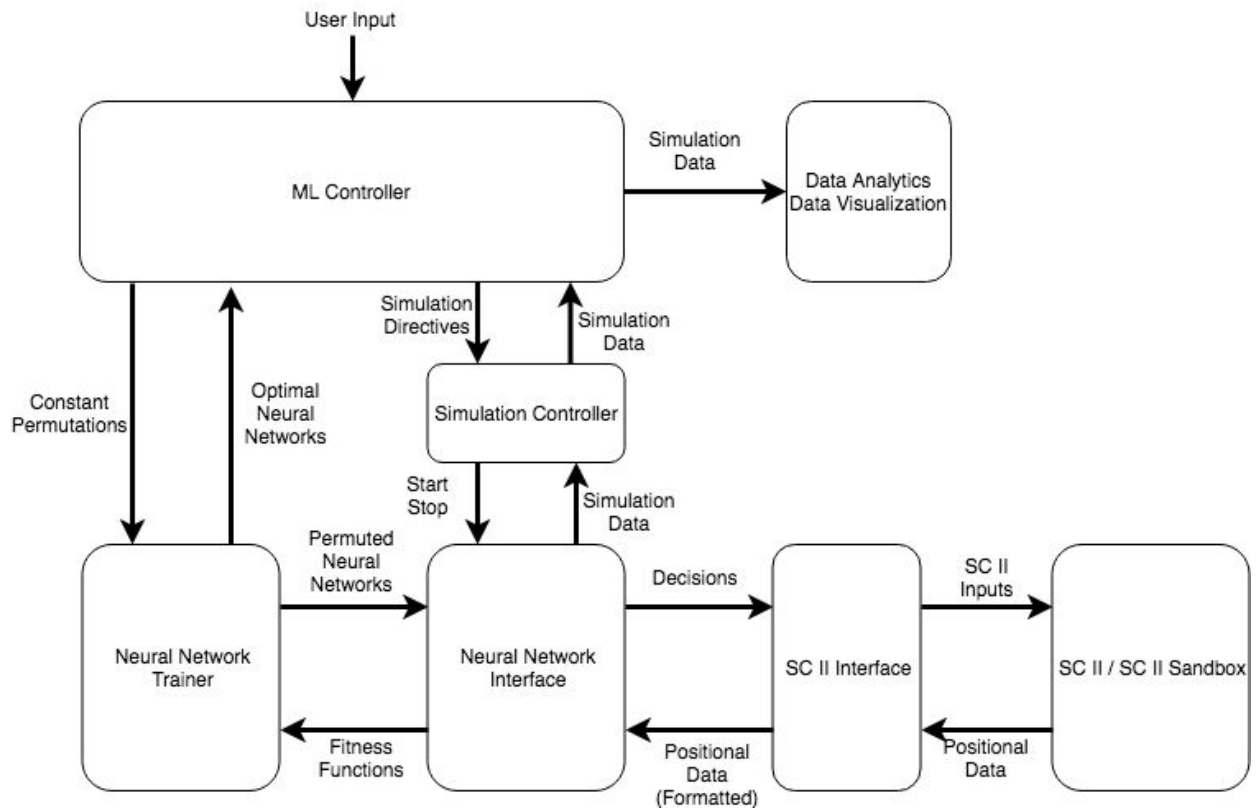 User Input
ML Controller
Simulation
Data
Data Analytics
Data Visualization
Simulation
Directives
Simulation
Data
Constant
Permutations
Optimal
Neural
Networks
Simulation Controller
Start
Stop
Simulation
Data
Permuted
Neural
Networks
Decisions
SC II
Inputs
Neural Network
Trainer
Neural Network
Interface
SC II Interface
SC II / SC II Sandbox
Fitness
Functions
Positional
Data
(Formatted)
Positional
Data